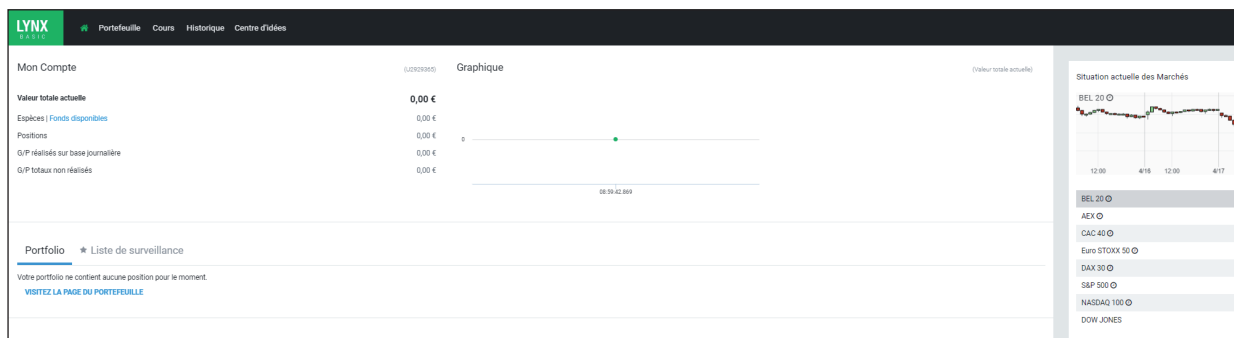 LYNX
BASIC
Portefeuille Cours Historique Centre d'idées
Mon Compte
(U2929365)
Valeur totale actuelle 0,00 €
Espèces | Fonds disponibles 0,00 €
Positions 0,00 €
G/P réalisés sur base journalière 0,00 €
G/P totaux non réalisés 0,00 €
Graphique
(Valeur totale actuelle)
0
08:59:42.869
Portfolio Liste de surveillance
Votre portfolio ne contient aucune position pour le moment.
VISITEZ LA PAGE DU PORTEFEUILLE
Situation actuelle des Marchés
BEL 20
12:00 4/16 12:00 4/17
BEL 20
AEX
CAC 40
Euro STOXX 50
DAX 30
S&P 500
NASDAQ 100
DOW JONES